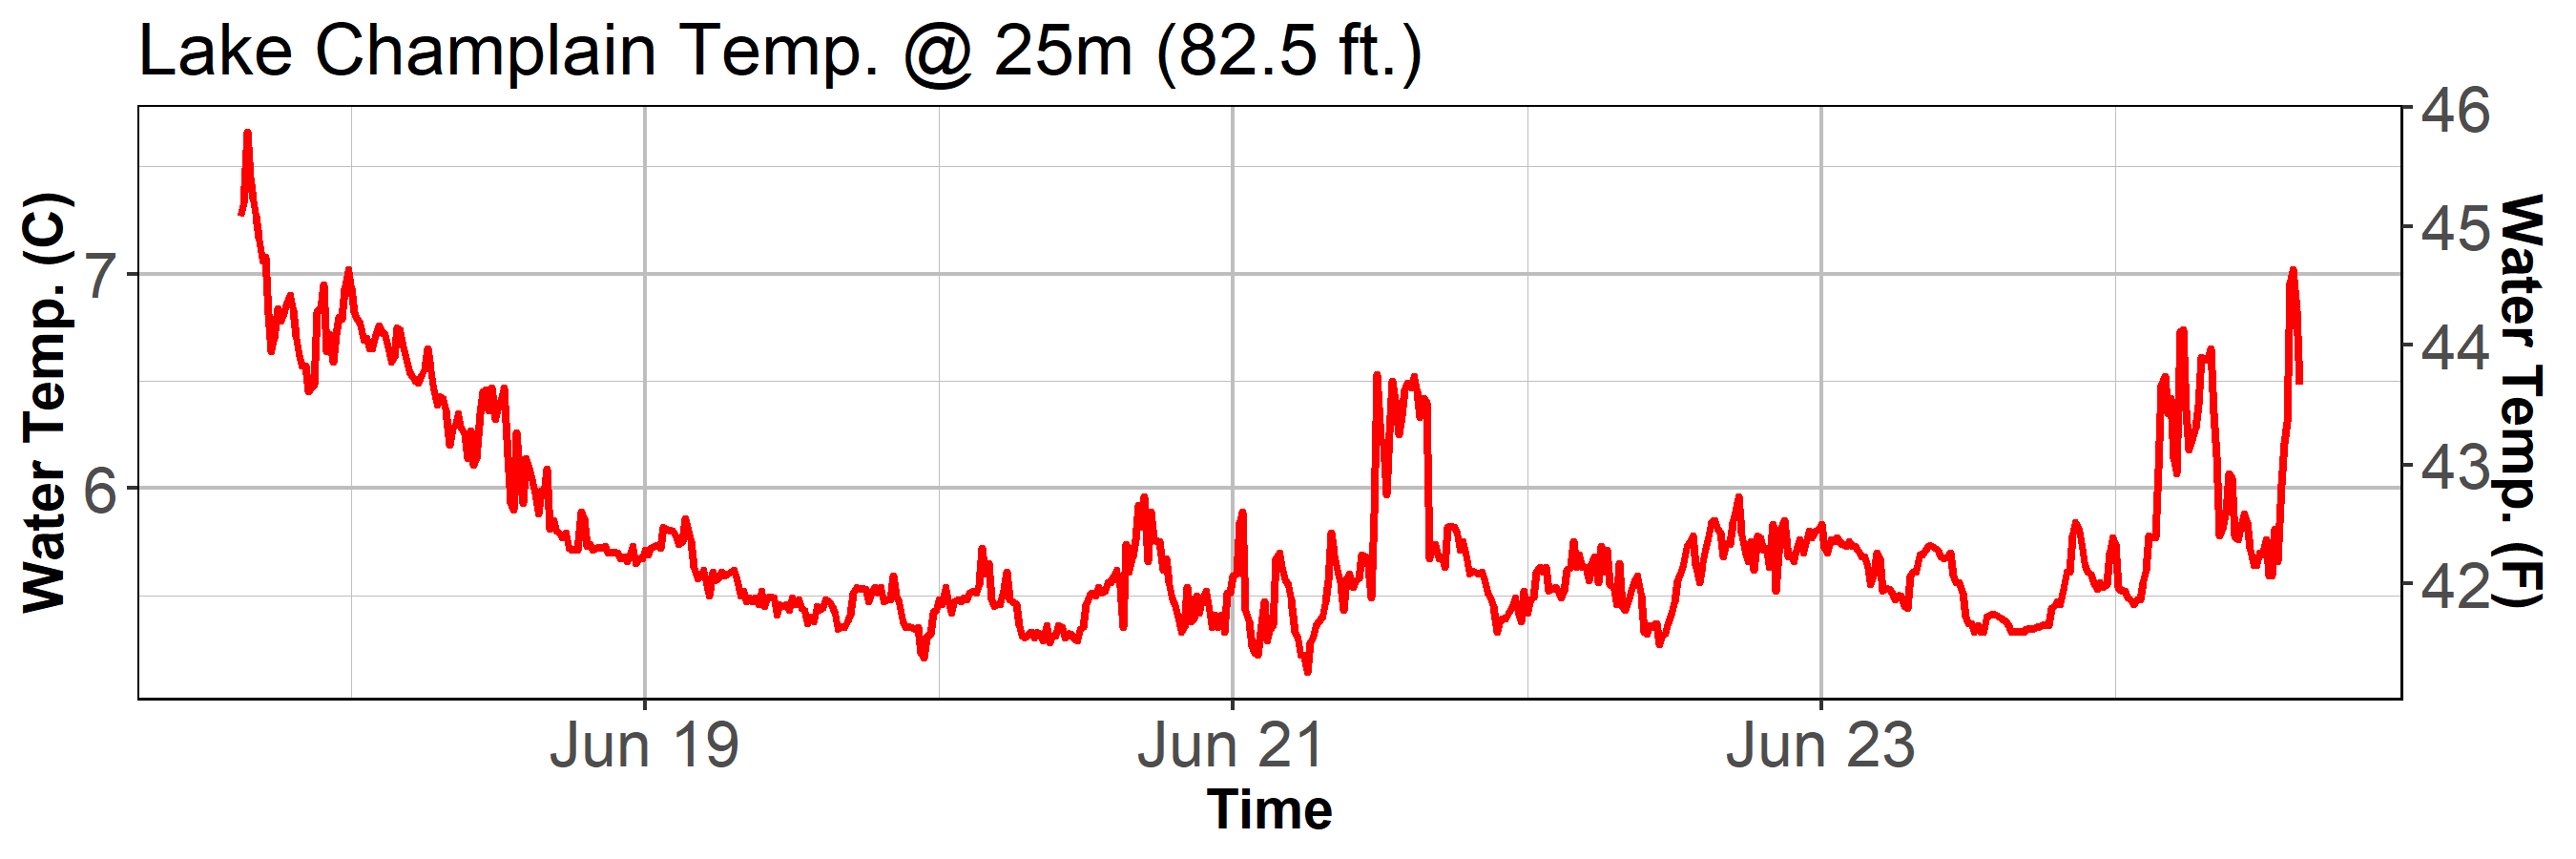 Lake Champlain Temp. @ 25m (82.5 ft.)
Water Temp. (C)
7
6
46
45
44
43
42
Water Temp. (F)
Jun 19
Jun 21
Jun 23
Time